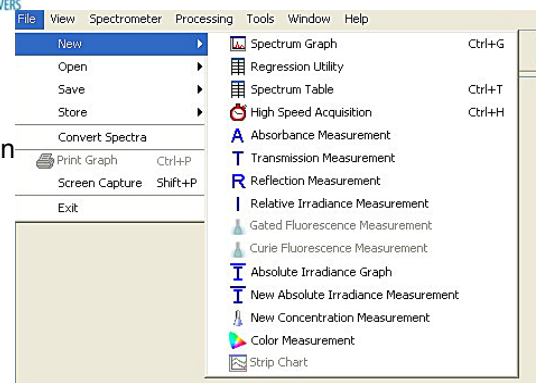 VERS
File View Spectrometer Processing Tools Window Help
New
Open
Save
Store
Convert Spectra
n
Print Graph Ctrl+P
Screen Capture Shift+P
Exit
Spectrum Graph Ctrl+G
Regression Utility
Spectrum Table Ctrl+T
High Speed Acquisition Ctrl+H
A Absorbance Measurement
T Transmission Measurement
R Reflection Measurement
I Relative Irradiance Measurement
Gated Fluorescence Measurement
Curie Fluorescence Measurement
I Absolute Irradiance Graph
I New Absolute Irradiance Measurement
New Concentration Measurement
Color Measurement
Strip Chart